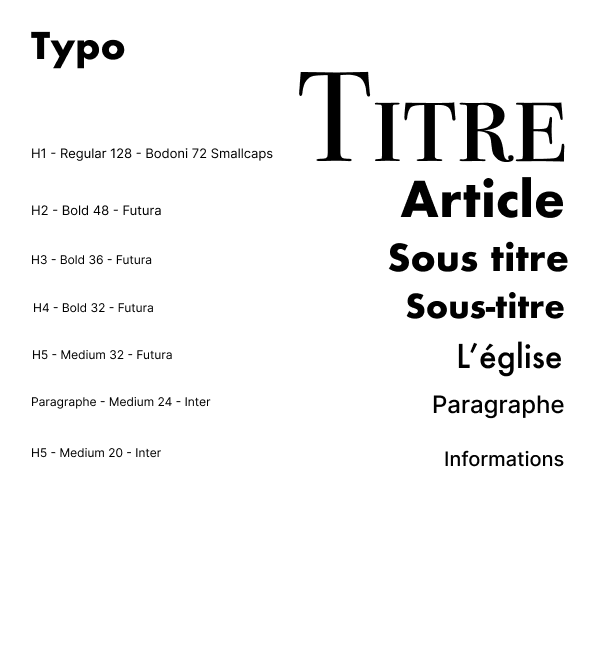 Typo
H1 - Regular 128 - Bodoni 72 Smallcaps
Titre
H2 - Bold 48 - Futura
Article
H3 - Bold 36 - Futura
Sous titre
H4 - Bold 32 - Futura
Sous-titre
H5 - Medium 32 - Futura
L’église
Paragraphe - Medium 24 - Inter
Paragraphe
H5 - Medium 20 - Inter
Informations